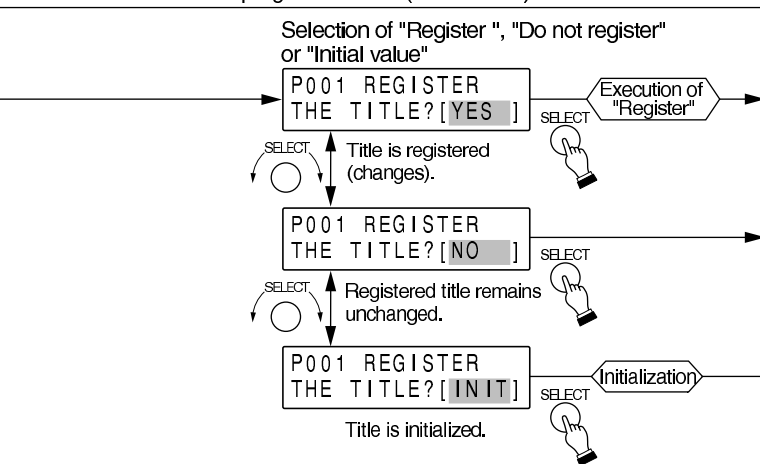 Selection of "Register ", "Do not register"
or "Initial value"
P001 REGISTER
THE TITLE?[YES ]
Execution of
"Register"
SELECT
SELECT
Title is registered
(changes).
P001 REGISTER
THE TITLE?[NO ]
SELECT
SELECT
Registered title remains
unchanged.
P001 REGISTER
THE TITLE?[INIT]
Initialization
SELECT
Title is initialized.